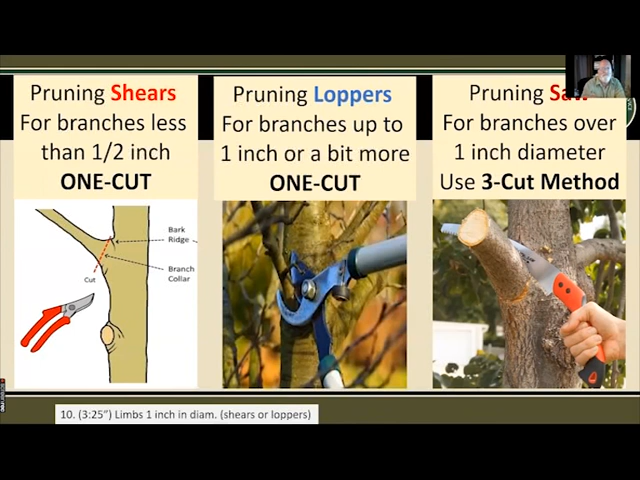 Pruning Shears
For branches less
than 1/2 inch
ONE-CUT
Pruning Loppers
For branches up to
1 inch or a bit more
ONE-CUT
Pruning Saw
For branches over
1 inch diameter
Use 3-Cut Method
Bark
Ridge
Branch
Collar
Cut
10. (3:25") Limbs 1 inch in diam. (shears or loppers)